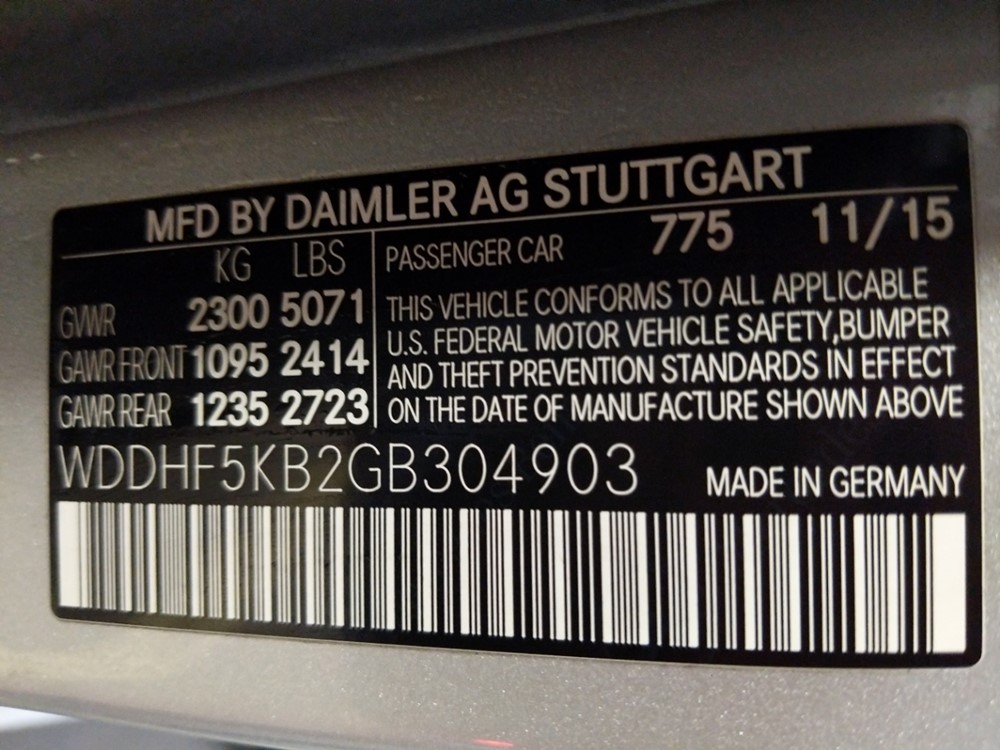 MFD BY DAIMLER AG STUTTGART
KG LBS
GVWR 2300 5071
GAWR FRONT 1095 2414
GAWR REAR 1235 2723
PASSENGER CAR 775 11/15
THIS VEHICLE CONFORMS TO ALL APPLICABLE
U.S. FEDERAL MOTOR VEHICLE SAFETY,BUMPER
AND THEFT PREVENTION STANDARDS IN EFFECT
ON THE DATE OF MANUFACTURE SHOWN ABOVE
WDDHF5KB2GB304903 MADE IN GERMANY